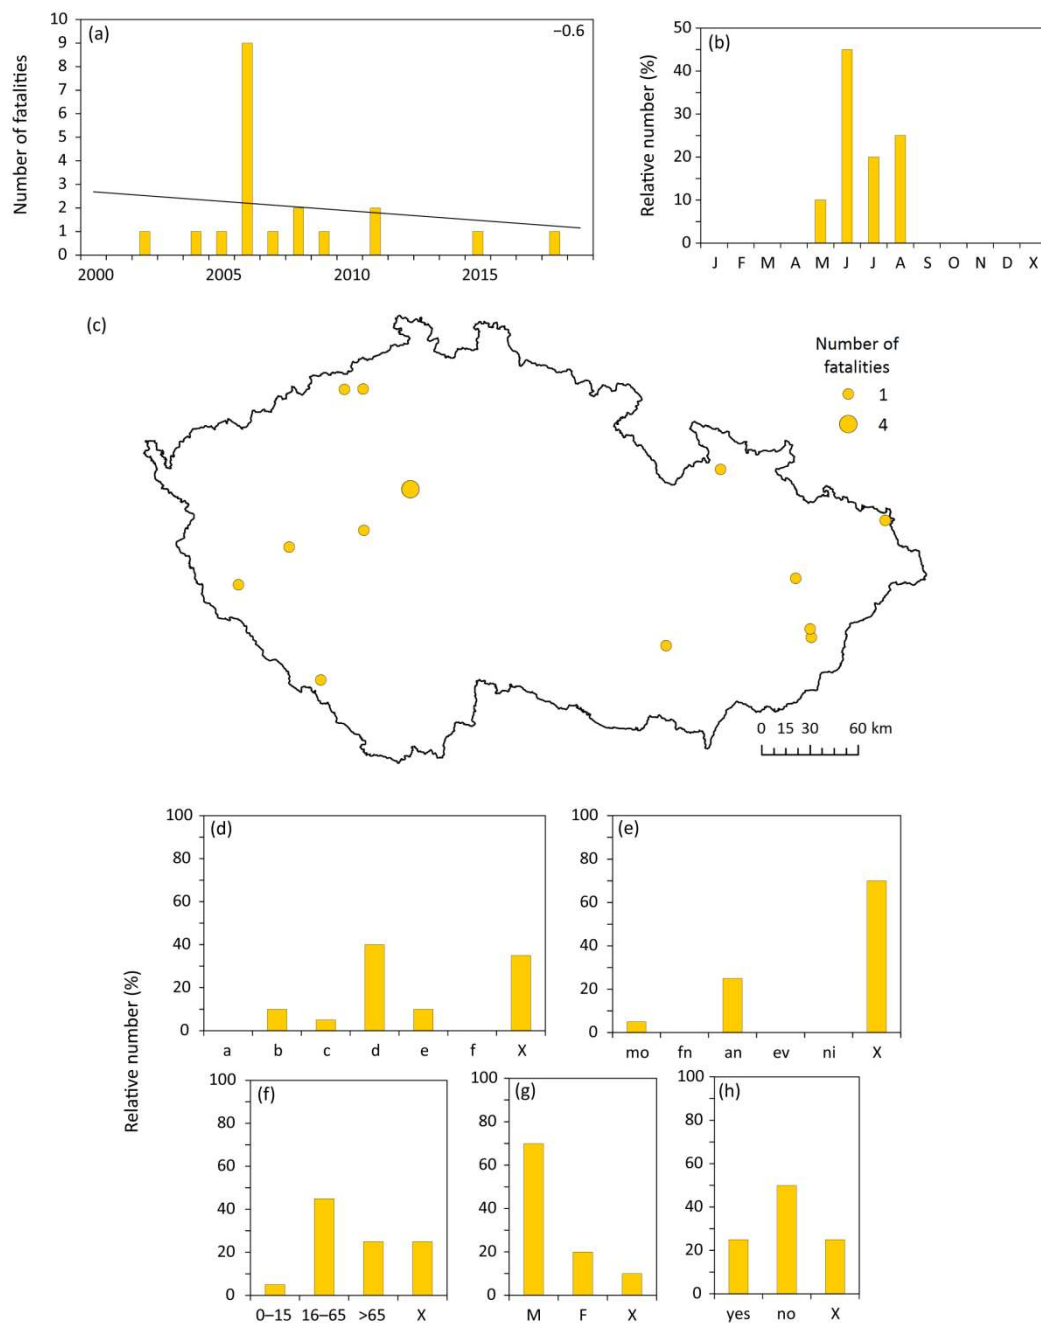 (a)
−0.6
Number of fatalities
10
9
8
7
6
5
4
3
2
1
0
2000 2005 2010 2015
(b)
Relative number (%)
50
40
30
20
10
0
J F M A M J J A S O N D X
(c)
Number of
fatalities
1
4
0 15 30 60 km
Relative number (%)
(d)
100
80
60
40
20
0
a b c d e f X
(e)
100
80
60
40
20
0
mo fn an ev ni X
(f)
100
80
60
40
20
0
0–15 16–65 >65 X
(g)
100
80
60
40
20
0
M F X
(h)
100
80
60
40
20
0
yes no X